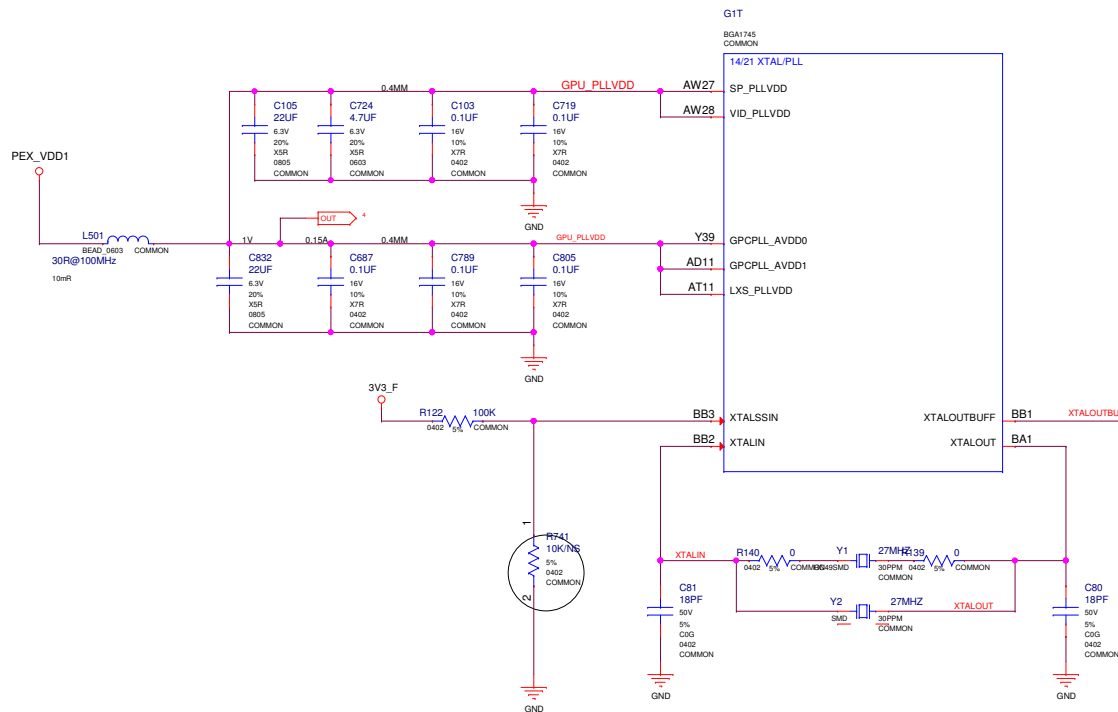 G1T
BGA1745
COMMON
14/21 XTAL/PLL
0.4MM
GPU_PLLVDD
AW27
SP_PLLVDD
AW28
VID_PLLVDD
C105
22UF
6.3V
20%
X5R
0805
COMMON
C724
4.7UF
6.3V
20%
X5R
0603
COMMON
C103
0.1UF
16V
10%
X7R
0402
COMMON
C719
0.1UF
16V
10%
X7R
0402
COMMON
GND
PEX_VDD1
OUT
4
L501
BEAD_0603
COMMON
30R@100MHz
10mR
1V
0.15A
0.4MM
GPU_PLLVDD
Y39
GPCPLL_AVDD0
AD11
GPCPLL_AVDD1
AT11
LXS_PLLVDD
C832
22UF
6.3V
20%
X5R
0805
COMMON
C687
0.1UF
16V
10%
X7R
0402
COMMON
C789
0.1UF
16V
10%
X7R
0402
COMMON
C805
0.1UF
16V
10%
X7R
0402
COMMON
GND
3V3_F
R122
100K
0402
5%
COMMON
BB3
XTALSSIN
BB2
XTALIN
XTALOUTBUFF
BB1
XTALOUTBU
XTALOUT
BA1
1
R741
10K/NS
5%
0402
COMMON
2
GND
XTALIN
R140
0
0402
5%
COMMON
Y1
27MHZ
30PPM
COMMON
R139
0
0402
5%
COMMON
Y2
27MHZ
SMD
30PPM
COMMON
XTALOUT
C81
18PF
50V
5%
C0G
0402
COMMON
GND
C80
18PF
50V
5%
C0G
0402
COMMON
GND